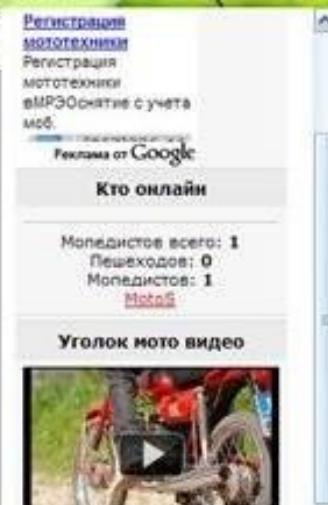 Регистрация
мототехники
Регистрация
мототехники
вМРЭОснятие с учета
моб.
Реклама от Google
Кто онлайн
Мопедистов всего: 1
Пешеходов: 0
Мопедистов: 1
MotoS
Уголок мото видео